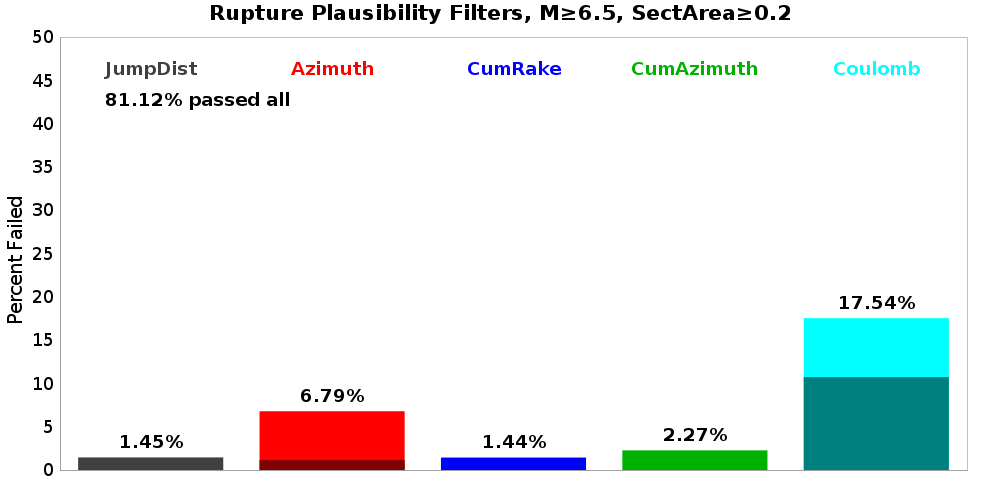 Rupture Plausibility Filters, M≥6.5, SectArea≥0.2
Percent Failed
50
45
40
35
30
25
20
15
10
5
0
JumpDist
Azimuth
CumRake
CumAzimuth
Coulomb
81.12% passed all
1.45%
6.79%
1.44%
2.27%
17.54%